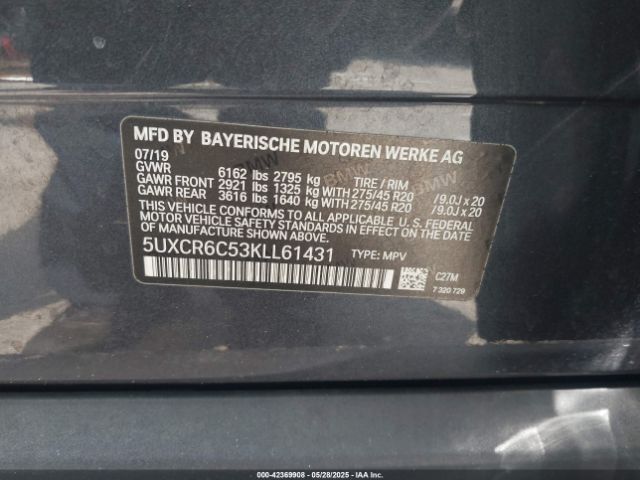 MFD BY BAYERISCHE MOTOREN WERKE AG
07/19
GVWR 6162 lbs 2795 kg TIRE / RIM
GAWR FRONT 2921 lbs 1325 kg WITH 275/45 R20 / 9.0J x 20
GAWR REAR 3616 lbs 1640 kg WITH 275/45 R20 / 9.0J x 20
THIS VEHICLE CONFORMS TO ALL APPLICABLE U.S. FEDERAL
MOTOR VEHICLE SAFETY STANDARDS IN EFFECT ON THE DATE
OF MANUFACTURE SHOWN ABOVE.
5UXCR6C53KLL61431 TYPE: MPV
C27M
7 320 729
000-42369908 | 05/28/2025 | IAA Inc.